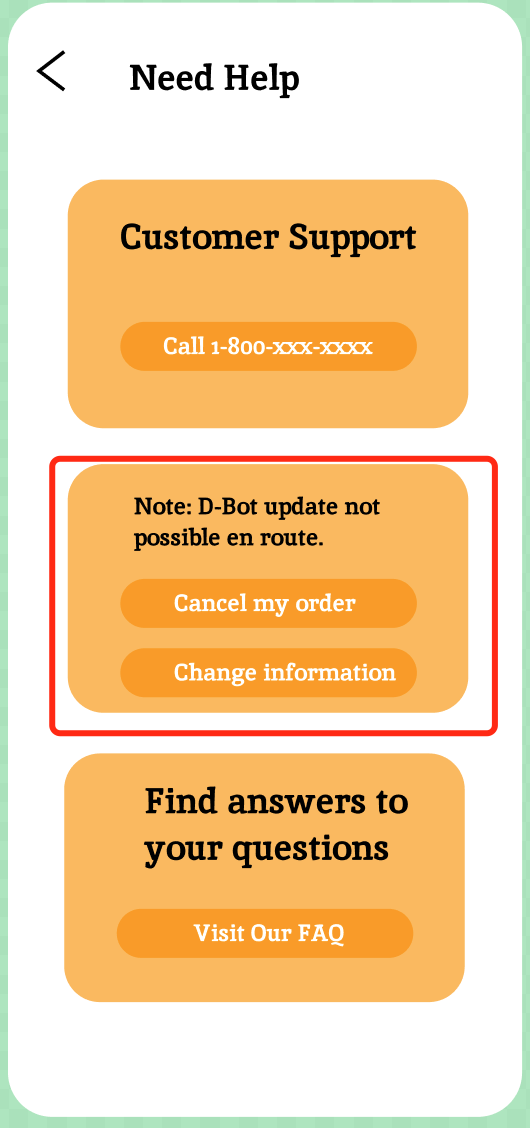 Need Help
Customer Support
Call 1-800-xxx-xxxx
Note: D-Bot update not
possible en route.
Cancel my order
Change information
Find answers to
your questions
Visit Our FAQ